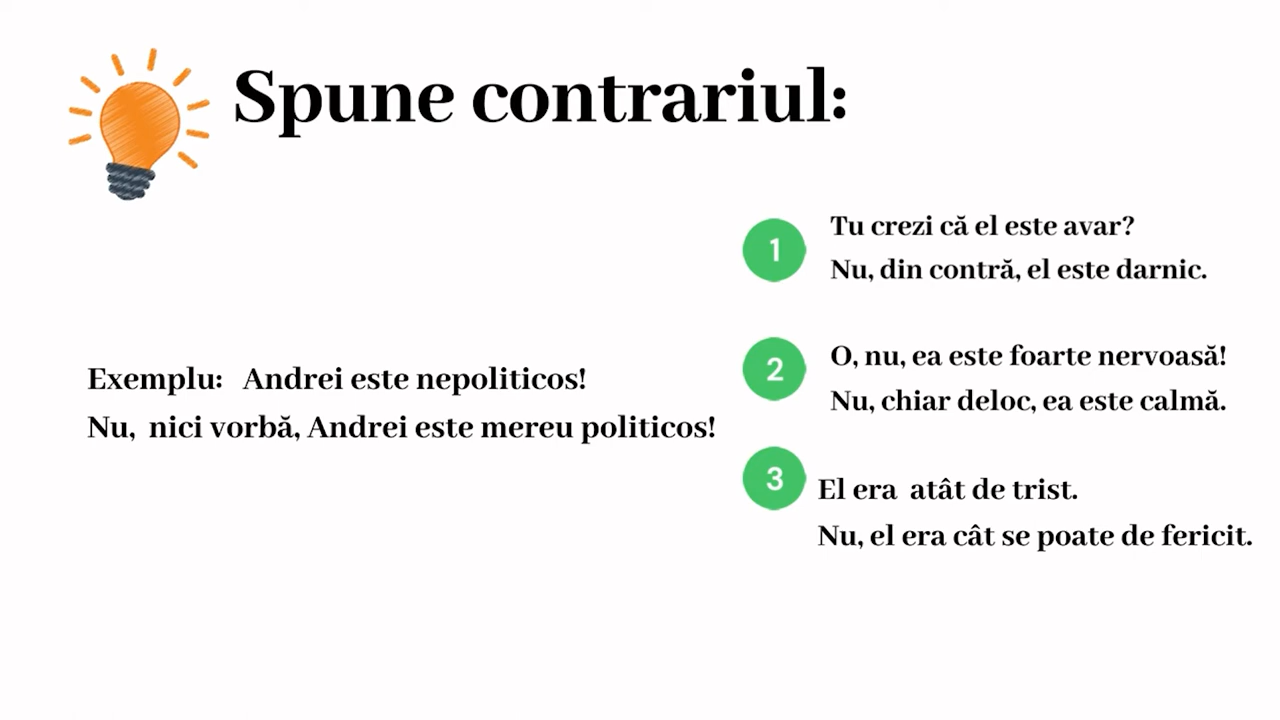 Spune contrariul:
Exemplu: Andrei este nepoliticos!
Nu, nici vorbă, Andrei este mereu politicos!
1
Tu crezi că el este avar?
Nu, din contră, el este darnic.
2
O, nu, ea este foarte nervoasă!
Nu, chiar deloc, ea este calmă.
3
El era atât de trist.
Nu, el era cât se poate de fericit.